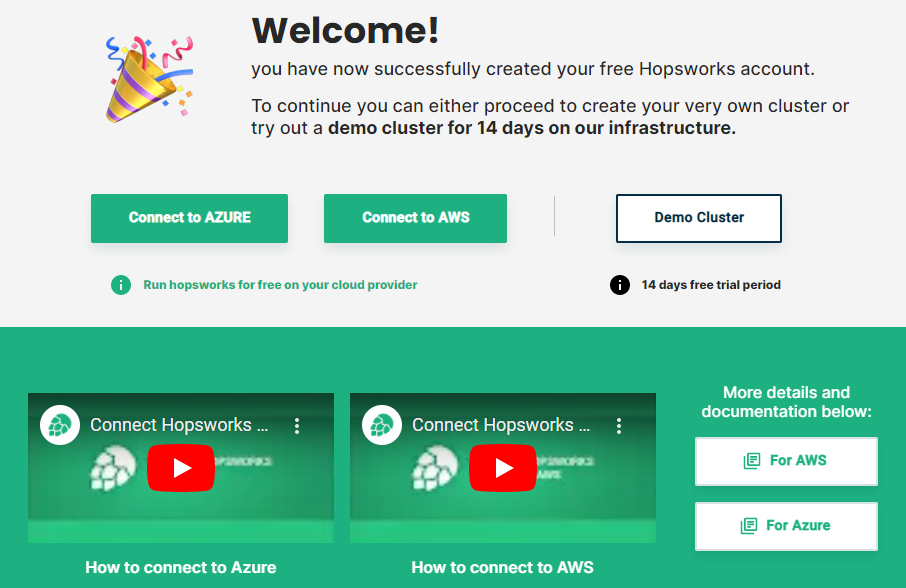 Welcome!
you have now successfully created your free Hopsworks account.
To continue you can either proceed to create your very own cluster or
try out a demo cluster for 14 days on our infrastructure.
Connect to AZURE
Connect to AWS
Demo Cluster
Run hopsworks for free on your cloud provider
14 days free trial period
Connect Hopsworks ...
Connect Hopsworks ...
AWS
How to connect to Azure
How to connect to AWS
More details and
documentation below:
For AWS
For Azure